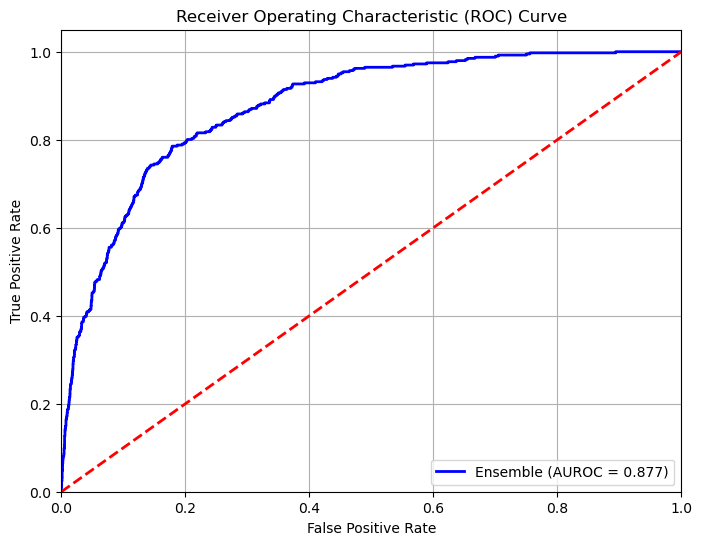 Receiver Operating Characteristic (ROC) Curve
True Positive Rate
1.0
0.8
0.6
0.4
0.2
0.0
Ensemble (AUROC = 0.877)
0.0 0.2 0.4 0.6 0.8 1.0
False Positive Rate